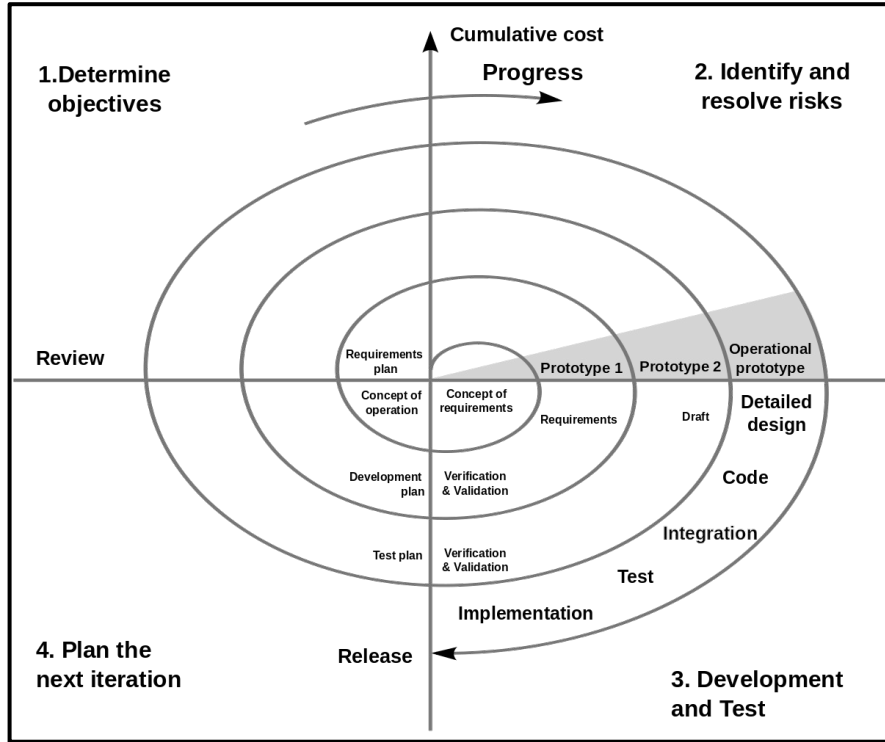 Cumulative cost
1.Determine
objectives
Progress
2. Identify and
resolve risks
Review
Requirements
plan
Prototype 1
Prototype 2
Operational
prototype
Concept of
operation
Concept of
requirements
Requirements
Draft
Detailed
design
Development
plan
Verification
& Validation
Code
Test plan
Verification
& Validation
Integration
Test
Implementation
4. Plan the
next iteration
Release
3. Development
and Test